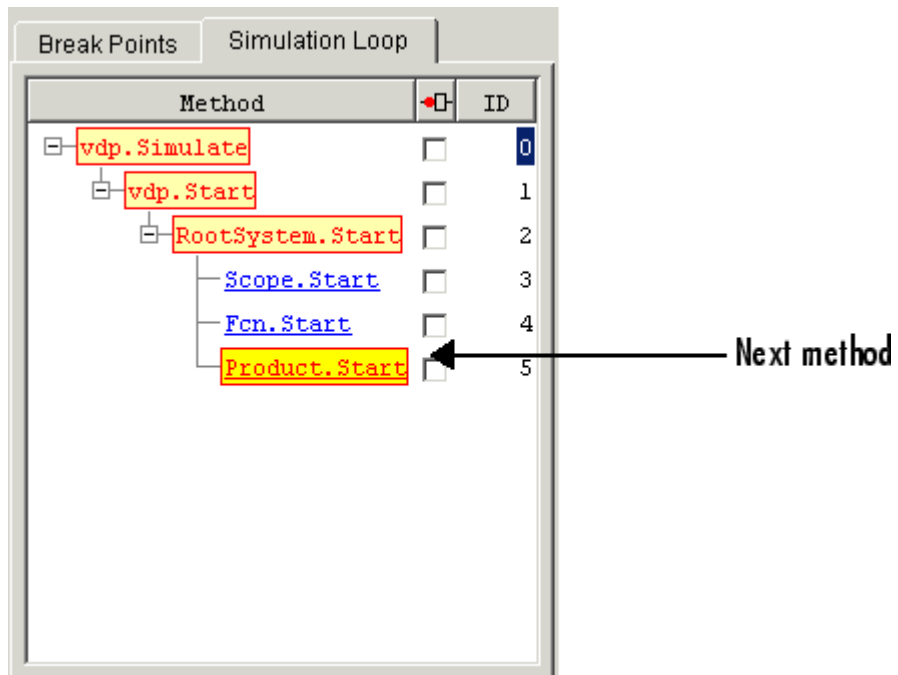 Break Points Simulation Loop
Method ID
vdp.Simulate 0
vdp.Start 1
RootSystem.Start 2
Scope.Start 3
Fcn.Start 4
Product.Start 5
Next method